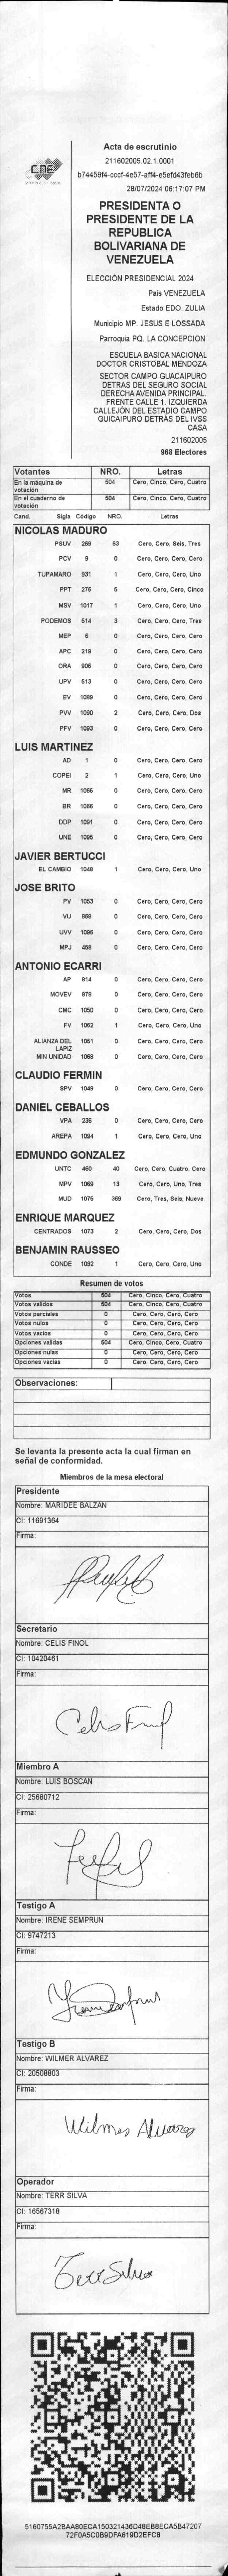 CNE
Acta de escrutinio
211602005.02.1.0001
b74459f4-cccf-4e57-aff4-e5efd43feb6b
28/07/2024 06:17:07 PM
PRESIDENTA O
PRESIDENTE DE LA
REPUBLICA
BOLIVARIANA DE
VENEZUELA
ELECCIÓN PRESIDENCIAL 2024
Pais VENEZUELA
Estado EDO. ZULIA
Municipio MP. JESUS E LOSSADA
Parroquia PQ. LA CONCEPCION
ESCUELA BASICA NACIONAL
DOCTOR CRISTOBAL MENDOZA
SECTOR CAMPO GUACAIPURO
DETRAS DEL SEGURO SOCIAL
DERECHA AVENIDA PRINCIPAL.
FRENTE CALLE 1. IZQUIERDA
CALLEJÓN DEL ESTADIO CAMPO
GUICAIPURO DETRÁS DEL IVSS
CASA
211602005
968 Electores
Votantes NRO. Letras
En la máquina de votación 504 Cero, Cinco, Cero, Cuatro
En el cuaderno de votación 504 Cero, Cinco, Cero, Cuatro
Cand. Sigla Código NRO. Letras
NICOLAS MADURO
PSUV 269 63 Cero, Cero, Seis, Tres
PCV 9 0 Cero, Cero, Cero, Cero
TUPAMARO 931 1 Cero, Cero, Cero, Uno
PPT 276 5 Cero, Cero, Cero, Cinco
MSV 1017 1 Cero, Cero, Cero, Uno
PODEMOS 514 3 Cero, Cero, Cero, Tres
MEP 6 0 Cero, Cero, Cero, Cero
APC 219 0 Cero, Cero, Cero, Cero
ORA 906 0 Cero, Cero, Cero, Cero
UPV 513 0 Cero, Cero, Cero, Cero
EV 1089 0 Cero, Cero, Cero, Cero
PVV 1090 2 Cero, Cero, Cero, Dos
PFV 1093 0 Cero, Cero, Cero, Cero
LUIS MARTINEZ
AD 1 0 Cero, Cero, Cero, Cero
COPEI 2 1 Cero, Cero, Cero, Uno
MR 1065 0 Cero, Cero, Cero, Cero
BR 1066 0 Cero, Cero, Cero, Cero
DDP 1091 0 Cero, Cero, Cero, Cero
UNE 1095 0 Cero, Cero, Cero, Cero
JAVIER BERTUCCI
EL CAMBIO 1048 1 Cero, Cero, Cero, Uno
JOSE BRITO
PV 1053 0 Cero, Cero, Cero, Cero
VU 868 0 Cero, Cero, Cero, Cero
UVV 1096 0 Cero, Cero, Cero, Cero
MPJ 458 0 Cero, Cero, Cero, Cero
ANTONIO ECARRI
AP 814 0 Cero, Cero, Cero, Cero
MOVEV 878 0 Cero, Cero, Cero, Cero
CMC 1050 0 Cero, Cero, Cero, Cero
FV 1062 1 Cero, Cero, Cero, Uno
ALIANZA DEL LAPIZ 1051 0 Cero, Cero, Cero, Cero
MIN UNIDAD 1068 0 Cero, Cero, Cero, Cero
CLAUDIO FERMIN
SPV 1049 0 Cero, Cero, Cero, Cero
DANIEL CEBALLOS
VPA 236 0 Cero, Cero, Cero, Cero
AREPA 1094 1 Cero, Cero, Cero, Uno
EDMUNDO GONZALEZ
UNTC 460 40 Cero, Cero, Cuatro, Cero
MPV 1069 13 Cero, Cero, Uno, Tres
MUD 1075 369 Cero, Tres, Seis, Nueve
ENRIQUE MARQUEZ
CENTRADOS 1073 2 Cero, Cero, Cero, Dos
BENJAMIN RAUSSEO
CONDE 1092 1 Cero, Cero, Cero, Uno
Resumen de votos
Votos 504 Cero, Cinco, Cero, Cuatro
Votos validos 504 Cero, Cinco, Cero, Cuatro
Votos parciales 0 Cero, Cero, Cero, Cero
Votos nulos 0 Cero, Cero, Cero, Cero
Votos vacios 0 Cero, Cero, Cero, Cero
Opciones validas 504 Cero, Cinco, Cero, Cuatro
Opciones nulas 0 Cero, Cero, Cero, Cero
Opciones vacias 0 Cero, Cero, Cero, Cero
Observaciones:
Se levanta la presente acta la cual firman en
señal de conformidad.
Miembros de la mesa electoral
Presidente
Nombre: MARIDEE BALZAN
CI: 11691364
Firma:
Secretario
Nombre: CELIS FINOL
CI: 10420461
Firma:
Celis Finol
Miembro A
Nombre: LUIS BOSCAN
CI: 25680712
Firma:
Testigo A
Nombre: IRENE SEMPRUN
CI: 9747213
Firma:
Testigo B
Nombre: WILMER ALVAREZ
CI: 20508803
Firma:
Wilmer Alvarez
Operador
Nombre: TERR SILVA
CI: 16567318
Firma:
Terr Silva
5160755A2BAA80ECA150321436D48EB8ECA5B47207
72F0A5C0B9DFA619D2EFC8